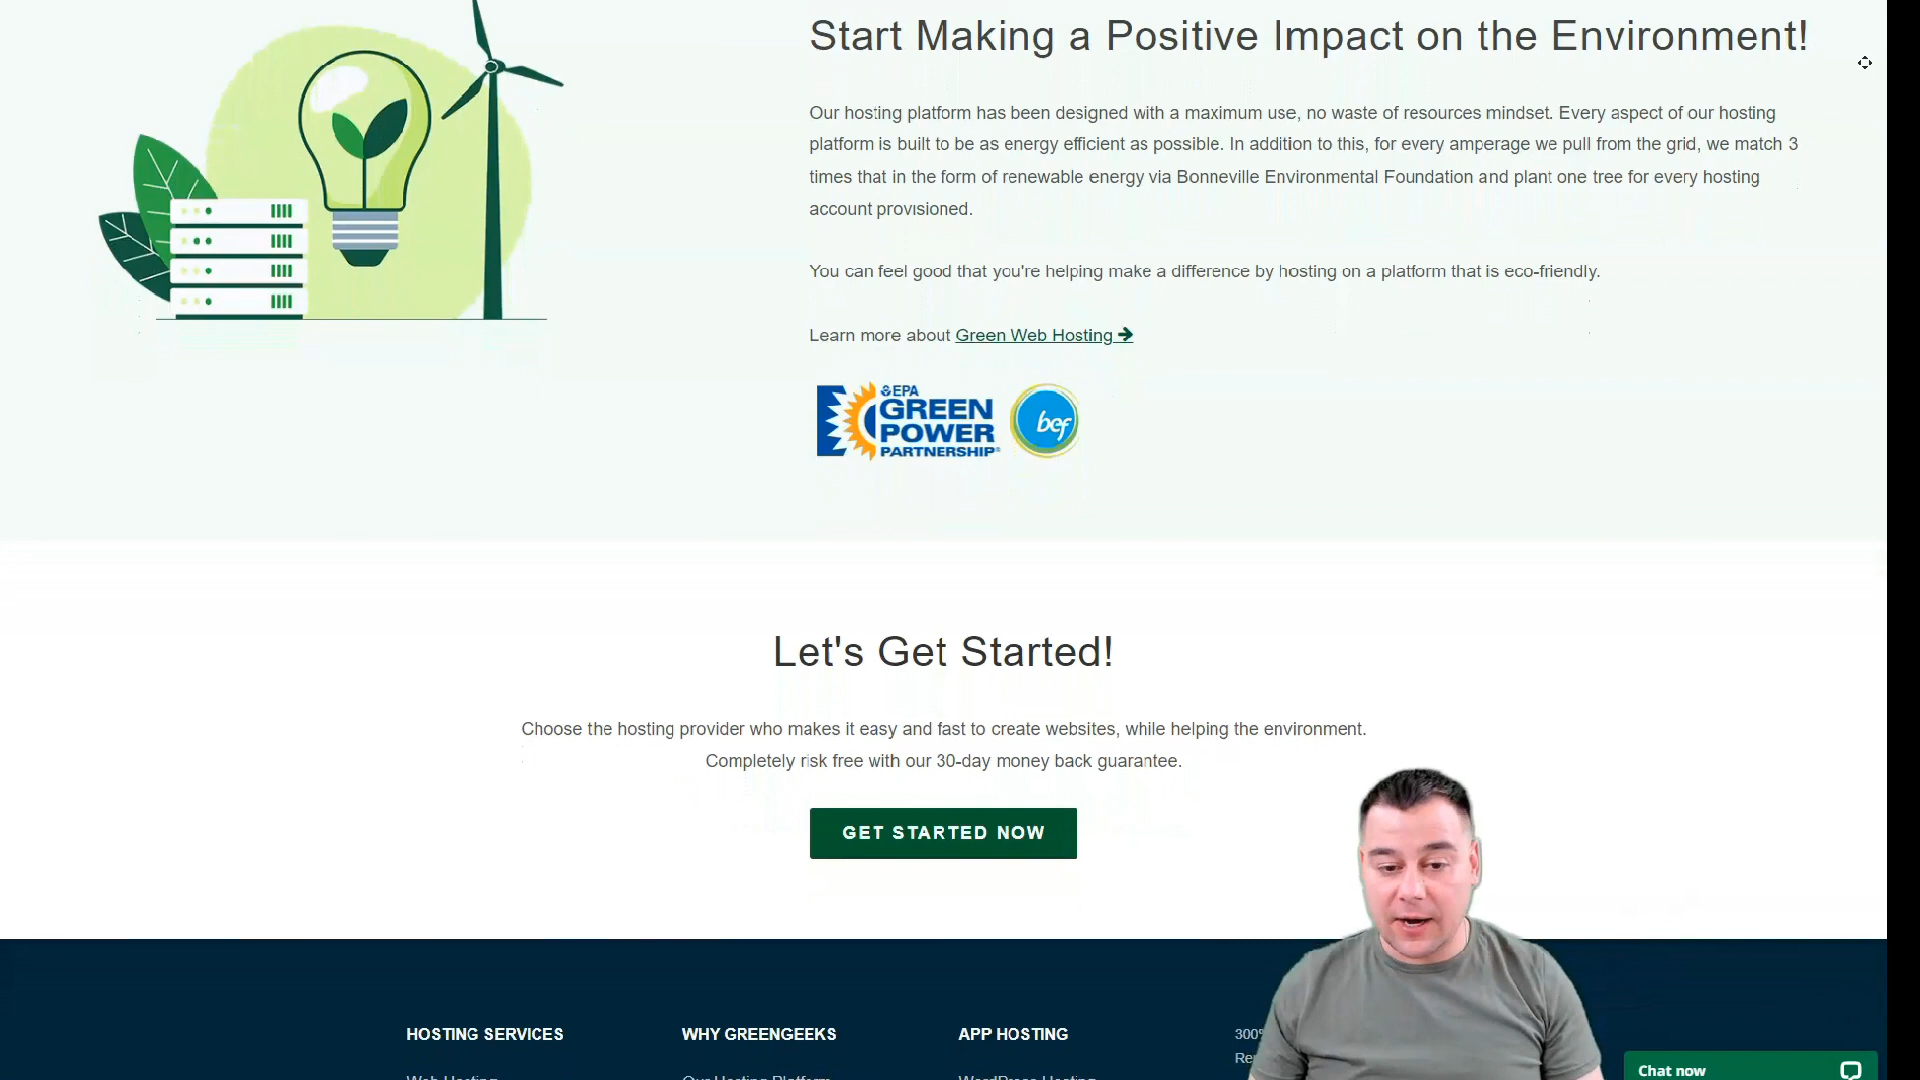 Start Making a Positive Impact on the Environment!
Our hosting platform has been designed with a maximum use, no waste of resources mindset. Every aspect of our hosting
platform is built to be as energy efficient as possible. In addition to this, for every amperage we pull from the grid, we match 3
times that in the form of renewable energy via Bonneville Environmental Foundation and plant one tree for every hosting
account provisioned.
You can feel good that you're helping make a difference by hosting on a platform that is eco-friendly.
Learn more about Green Web Hosting
EPA
GREEN
POWER
PARTNERSHIP®
bef
Let's Get Started!
Choose the hosting provider who makes it easy and fast to create websites, while helping the environment.
Completely risk free with our 30-day money back guarantee.
GET STARTED NOW
HOSTING SERVICES
WHY GREENGEEKS
APP HOSTING
300%
Web Hosting
Our Hosting Platform
WordPress Hosting
Chat now